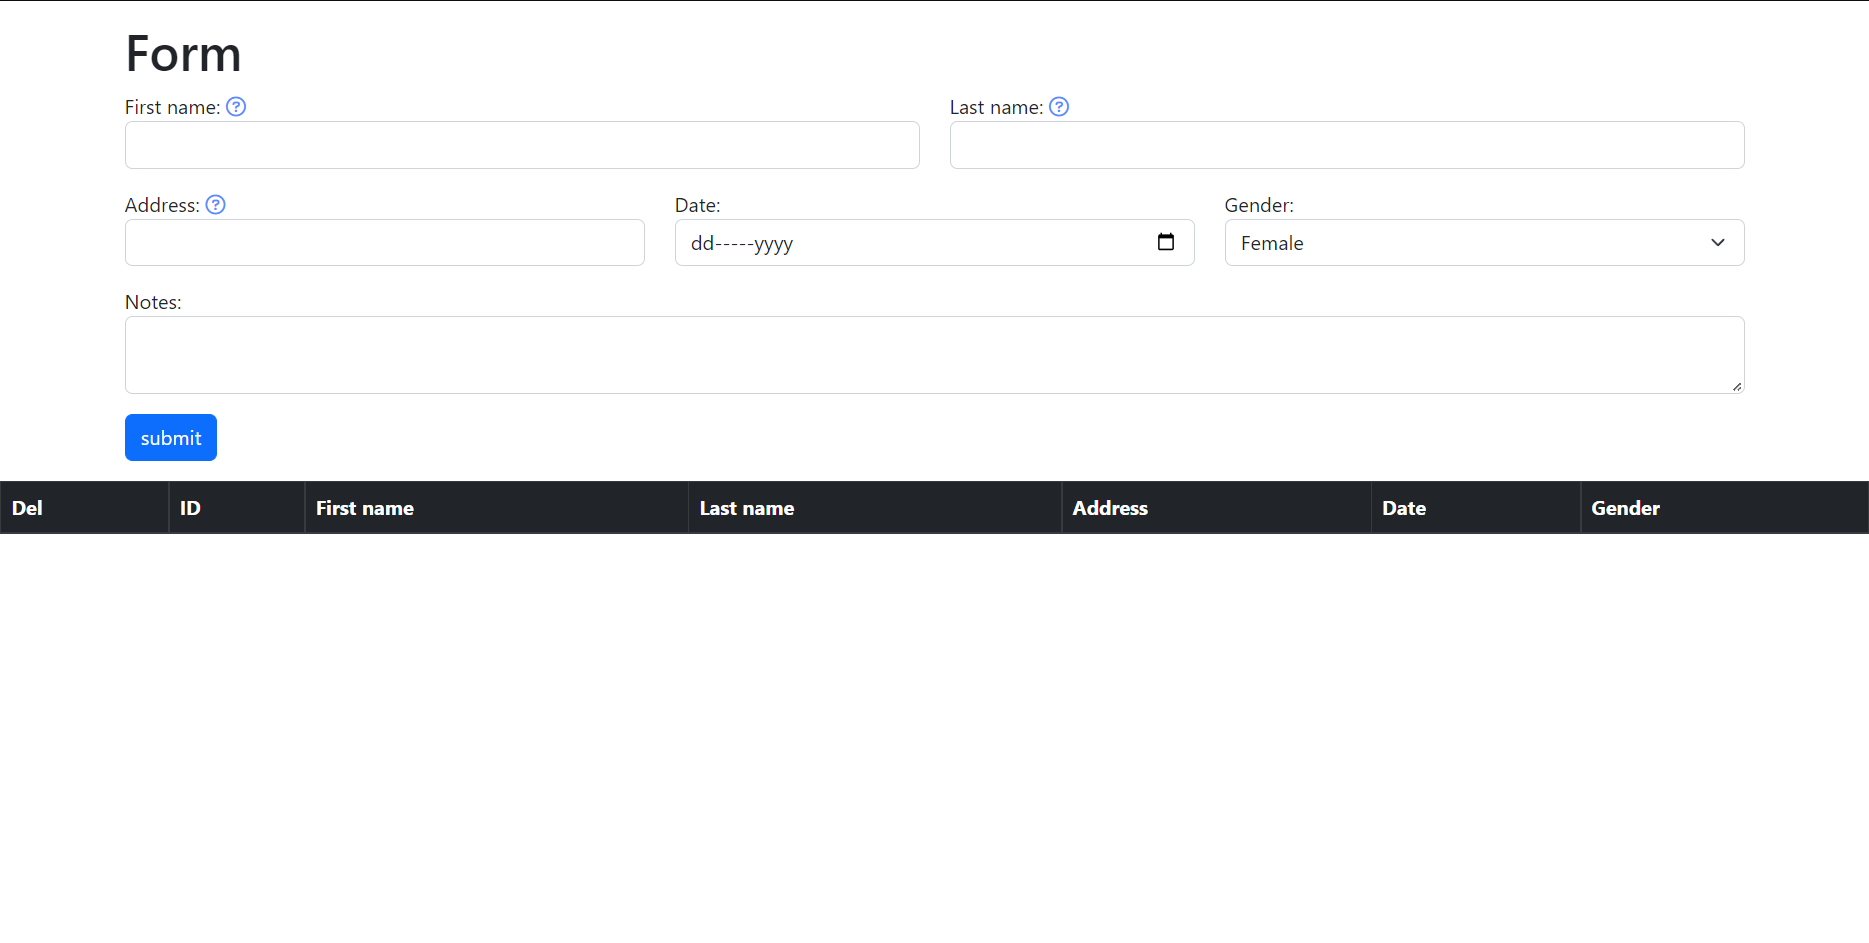 Form
First name: ?
Last name: ?
Address: ?
Date:
Gender:
dd-----yyyy
Female
Notes:
submit
Del ID First name Last name Address Date Gender